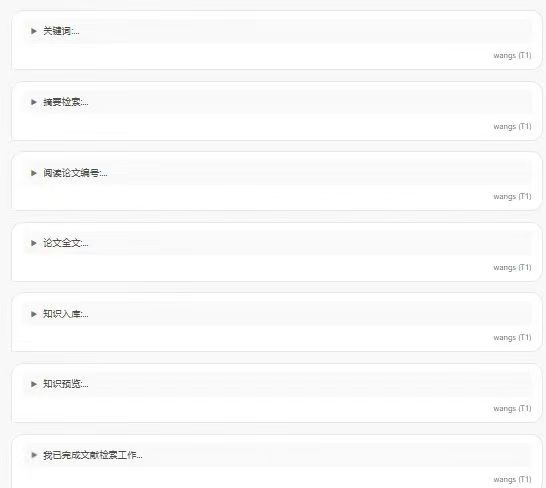 ▶ 关键词:...
wangs (T1)
▶ 摘要检索:...
wangs (T1)
▶ 阅读论文编号:...
wangs (T1)
▶ 论文全文:...
wangs (T1)
▶ 知识入库:...
wangs (T1)
▶ 知识预览:...
wangs (T1)
▶ 我已完成文献检索工作...
wangs (T1)